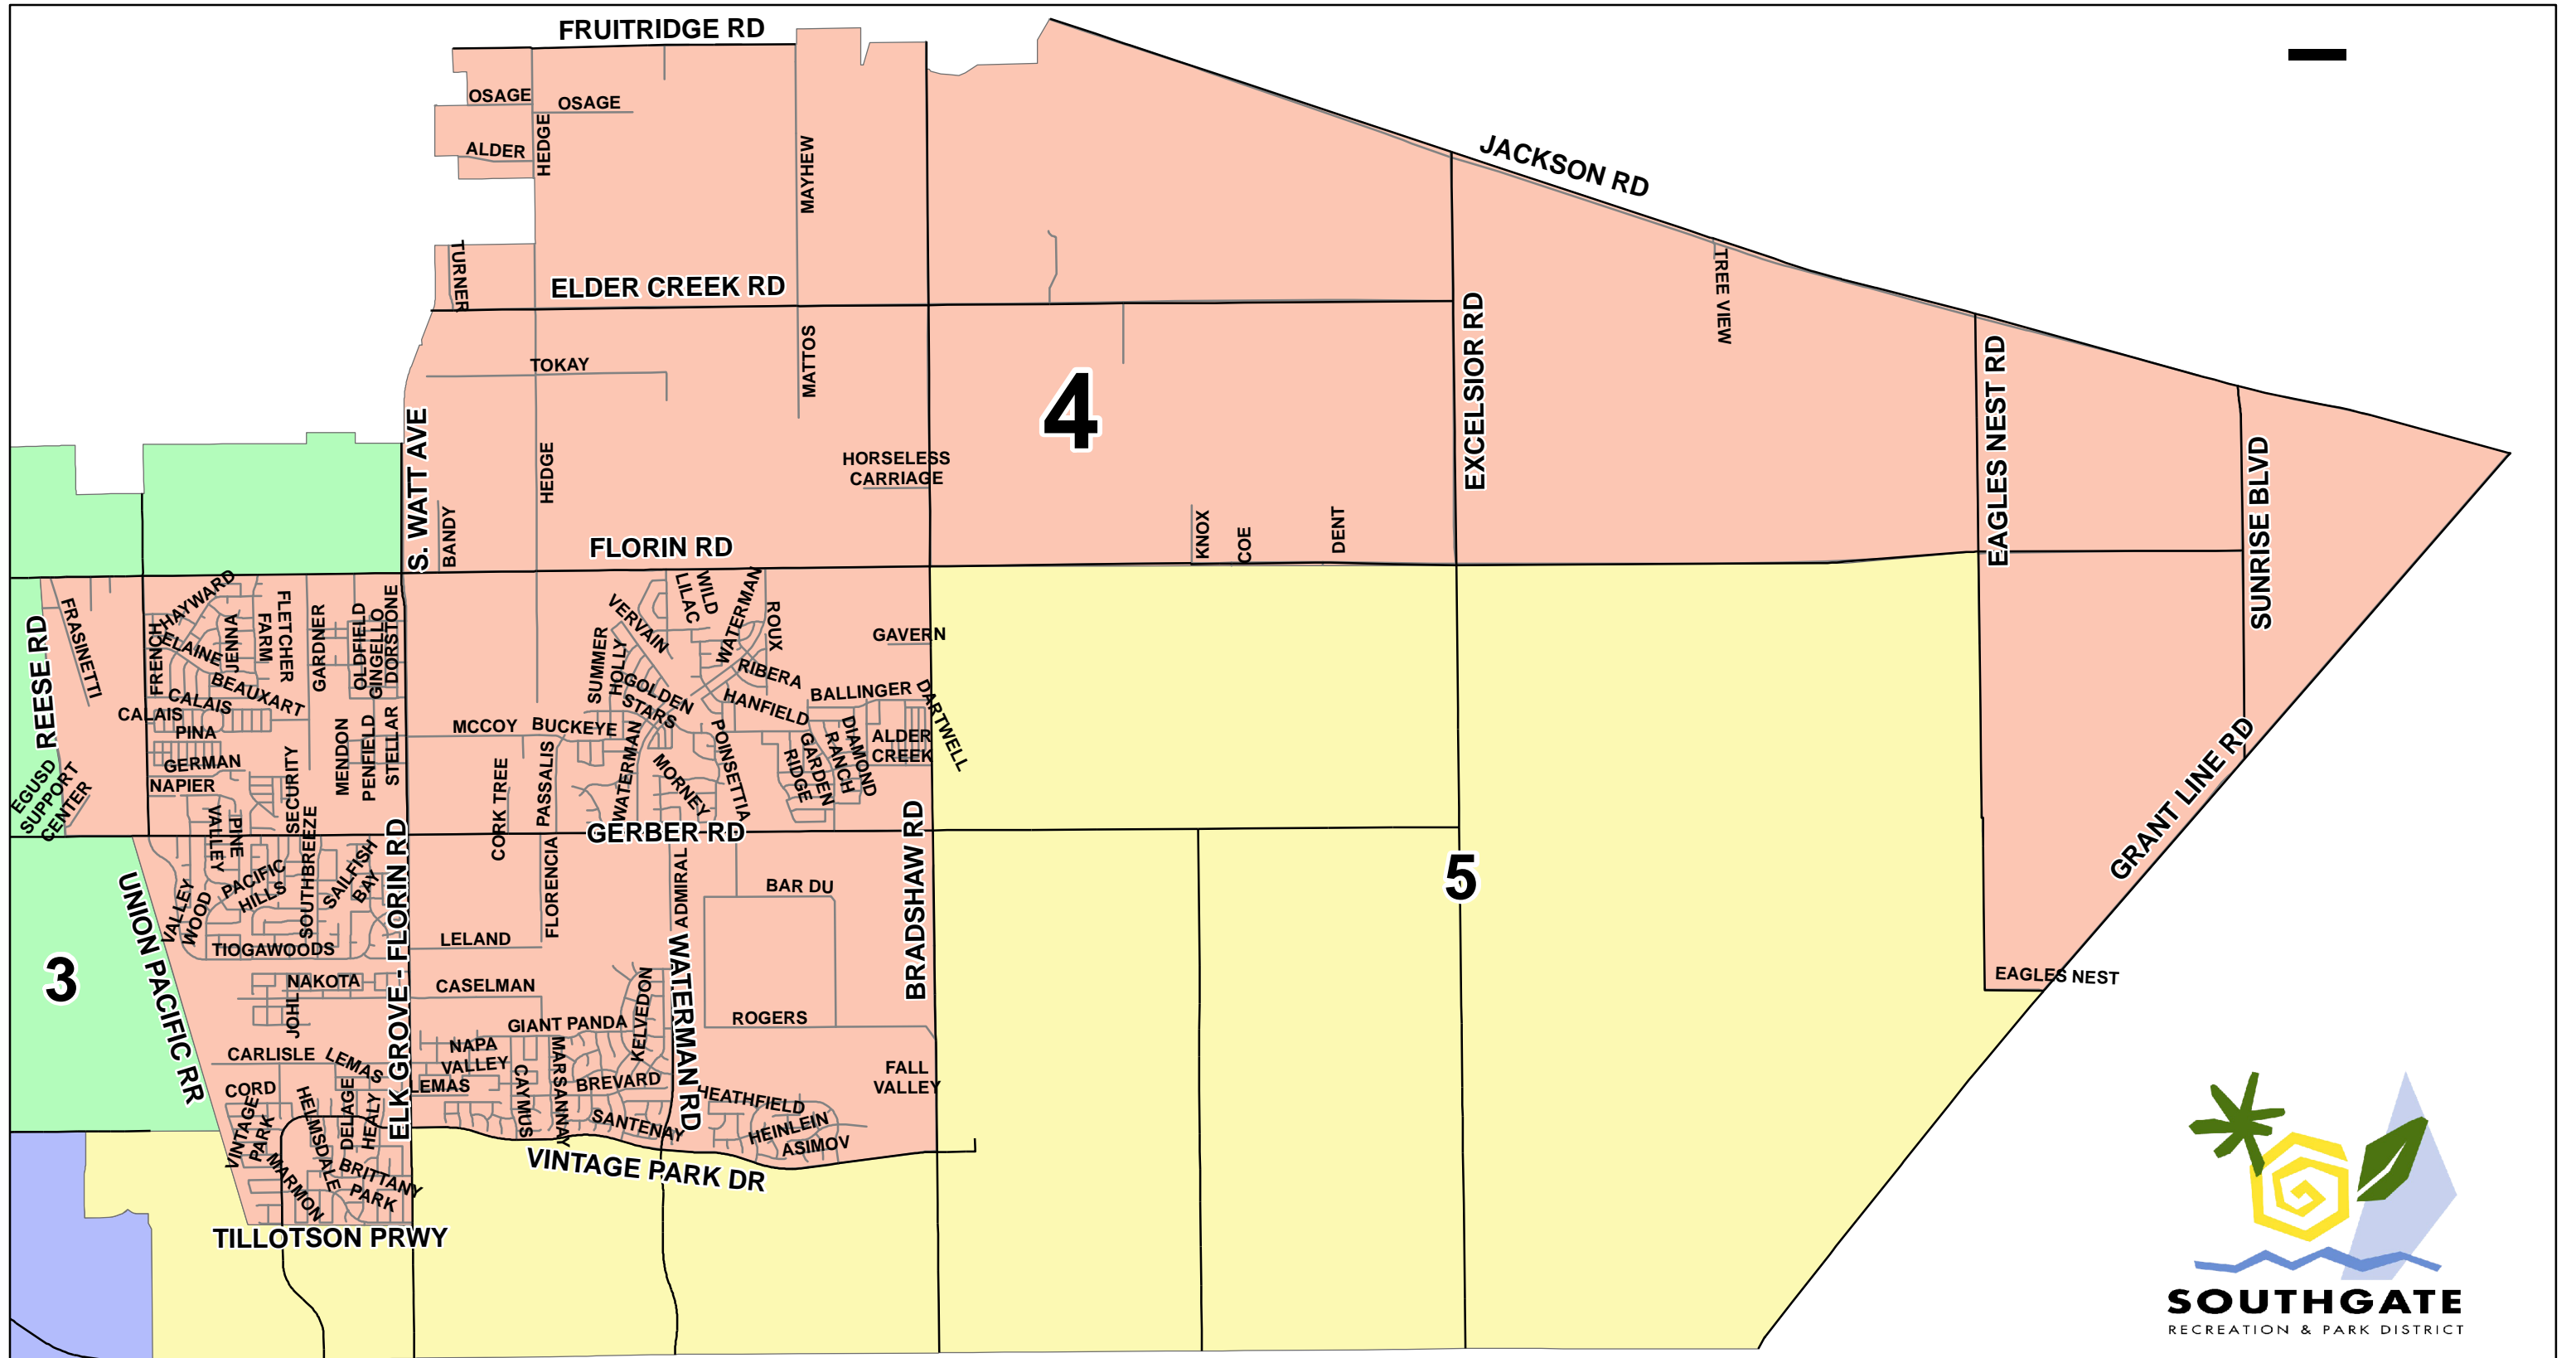 FRUITRIDGE RD
OSAGE
OSAGE
HEDGE
ALDER
MAYHEW
JACKSON RD
TURNER
ELDER CREEK RD
TREE VIEW
EXCELSIOR RD
TOKAY
MATTOS
4
EAGLES NEST RD
S. WATT AVE
HEDGE
HORSELESS
CARRIAGE
SUNRISE BLVD
BANDY
KNOX
COE
DENT
FLORIN RD
REESE RD
FRASINETTI
HAYWARD
FRENCH
ELAINE
JENNA
FARM
FLETCHER
GARDNER
OLDFIELD
GINGELLO
DORSTONE
VERVAIN
LILAC
WILD
WATERMAN
ROUX
GAVERN
SUMMER
HOLLY
RIBERA
BEAUXART
CALAIS
CALAIS
GOLDEN
STARS
HANFIELD
BALLINGER
DARTWELL
PINA
MENDON
PENFIELD
STELLAR
MCCOY
BUCKEYE
WATERMAN
POINSETTIA
DIAMOND
RANCH
GARDEN
RIDGE
ALDER
CREEK
GERMAN
NAPIER
SECURITY
CORK TREE
PASSALIS
MORNEY
EGUSD
SUPPORT
CENTER
GRANT LINE RD
VALLEY
PINE
SOUTHBREEZE
GERBER RD
BRADSHAW RD
UNION PACIFIC RR
PACIFIC
HILLS
SAILFISH
BAY
ELK GROVE - FLORIN RD
FLORENCIA
ADMIRAL
BAR DU
5
VALLEY
WOOD
TIOGAWOODS
LELAND
WATERMAN RD
3
NAKOTA
JOHL
CASELMAN
KELVEDON
EAGLES NEST
GIANT PANDA
ROGERS
CARLISLE
LEMAS
NAPA
VALLEY
MARSANNAY
FALL
VALLEY
CORD
LEMAS
CAYMUS
BREVARD
HEATHFIELD
VINTAGE
PARK
HELMSDALE
DELAGE
HEALY
SANTENAY
HEINLEIN
ASIMOV
MARMON
BRITTANY
PARK
VINTAGE PARK DR
TILLOTSON PRWY
SOUTHGATE
RECREATION & PARK DISTRICT